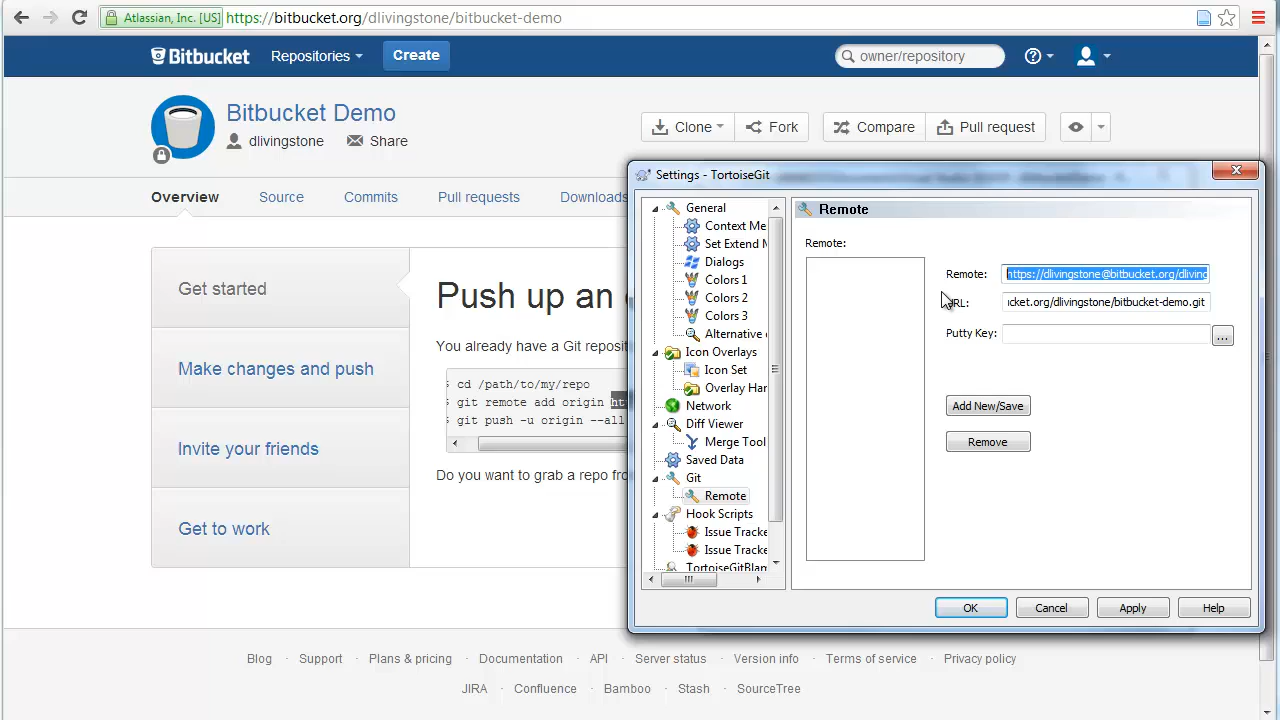 Atlassian, Inc. [US] https://bitbucket.org/dlivingstone/bitbucket-demo
Bitbucket Repositories Create owner/repository
Bitbucket Demo
dlivingstone Share
Clone Fork Compare Pull request
Overview Source Commits Pull requests Downloads
Get started
Make changes and push
Invite your friends
Get to work
Push up an
You already have a Git reposit
$ cd /path/to/my/repo
$ git remote add origin ht
$ git push -u origin --all
Do you want to grab a repo fro
Settings - TortoiseGit
General
Context Me
Set Extend M
Dialogs
Colors 1
Colors 2
Colors 3
Alternative
Icon Overlays
Icon Set
Overlay Har
Network
Diff Viewer
Merge Tool
Saved Data
Git
Remote
Hook Scripts
Issue Tracke
Issue Tracke
TortoiseGitBlam
Remote
Remote:
Remote: https://dlivingstone@bitbucket.org/dliving
URL: cket.org/dlivingstone/bitbucket-demo.git
Putty Key: ...
Add New/Save
Remove
OK Cancel Apply Help
Blog · Support · Plans & pricing · Documentation · API · Server status · Version info · Terms of service · Privacy policy
JIRA · Confluence · Bamboo · Stash · SourceTree